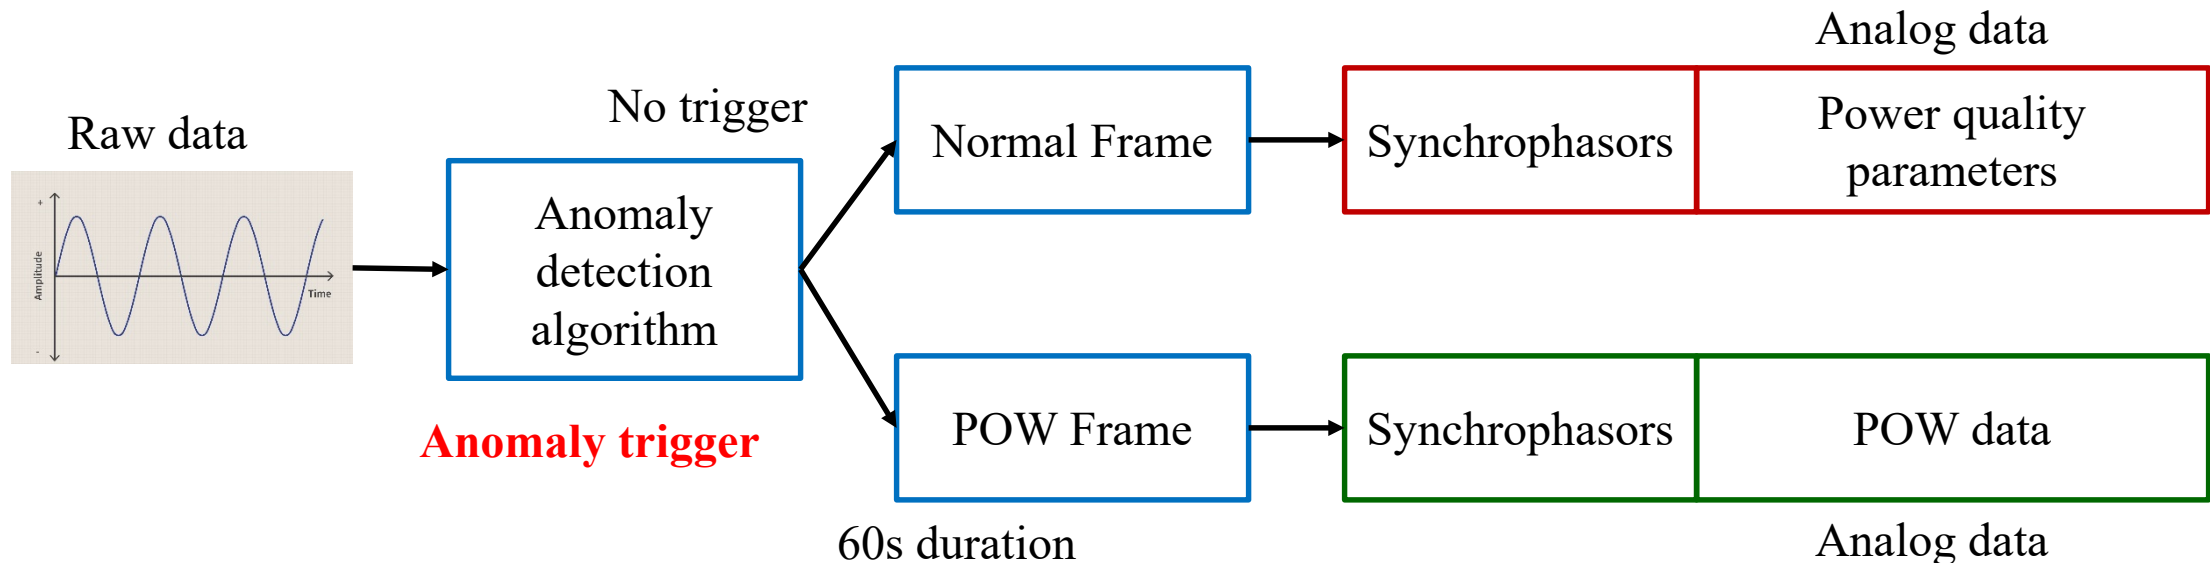 Analog data
No trigger
Raw data
+
Amplitude
Time
-
Anomaly
detection
algorithm
Anomaly trigger
Normal Frame
Synchrophasors
Power quality
parameters
POW Frame
Synchrophasors
POW data
60s duration
Analog data